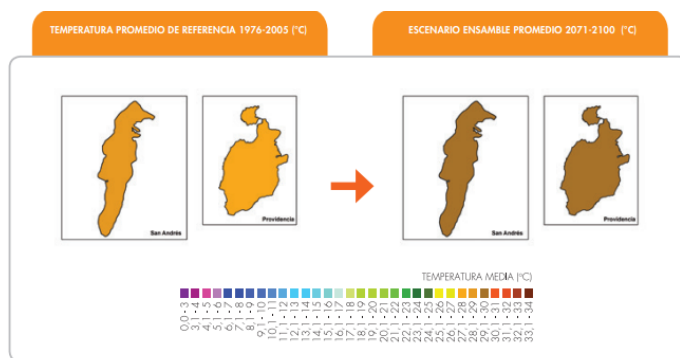 TEMPERATURA PROMEDIO DE REFERENCIA 1976-2005 (°C)
ESCENARIO ENSAMBLE PROMEDIO 2071-2100 (°C)
San Andrés
Providencia
San Andrés
Providencia
TEMPERATURA MEDIA (°C)
0,0 - 3
3,1 - 4
4,1 - 5
5,1 - 6
6,1 - 7
7,1 - 8
8,1 - 9
9,1 - 10
10,1 - 11
11,1 - 12
12,1 - 13
13,1 - 14
14,1 - 15
15,1 - 16
16,1 - 17
17,1 - 18
18,1 - 19
19,1 - 20
20,1 - 21
21,1 - 22
22,1 - 23
23,1 - 24
24,1 - 25
25,1 - 26
26,1 - 27
27,1 - 28
28,1 - 29
29,1 - 30
30,1 - 31
31,1 - 32
32,1 - 33
33,1 - 34